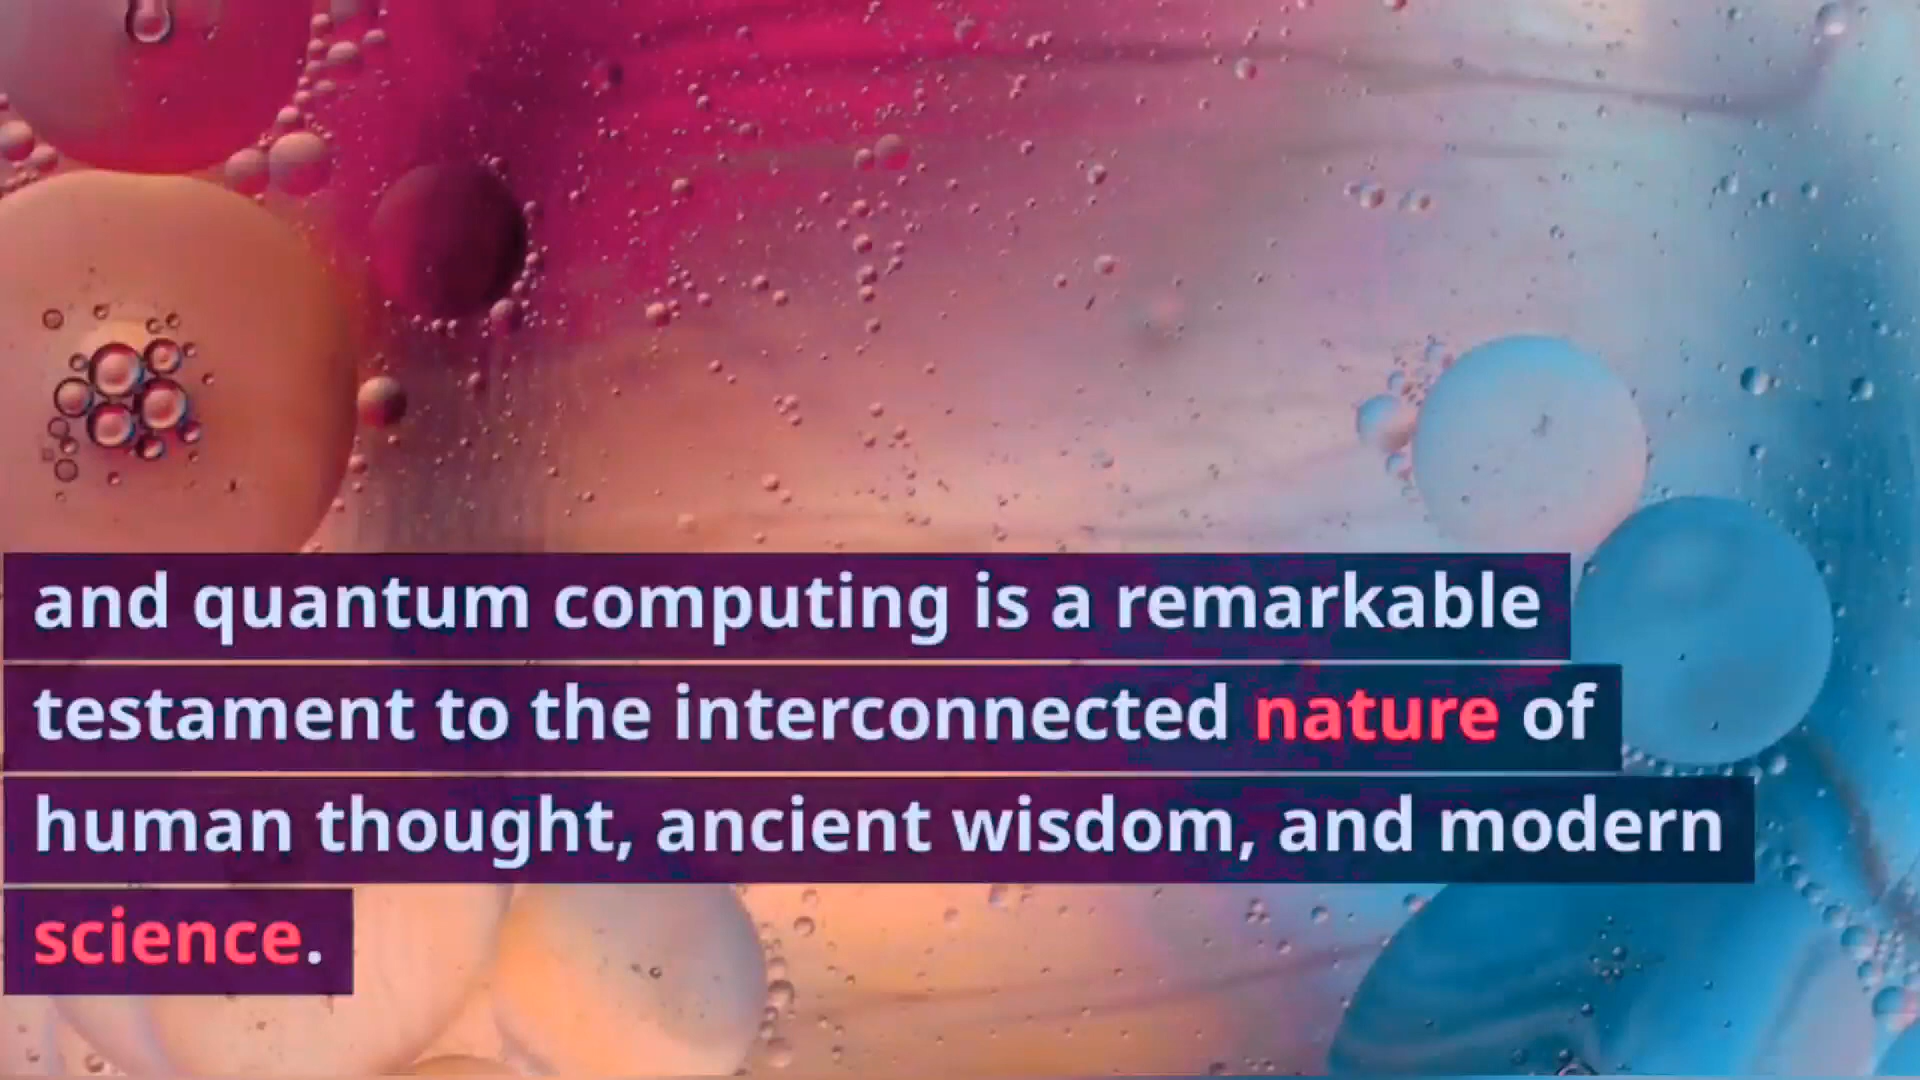 and quantum computing is a remarkable
testament to the interconnected nature of
human thought, ancient wisdom, and modern
science.